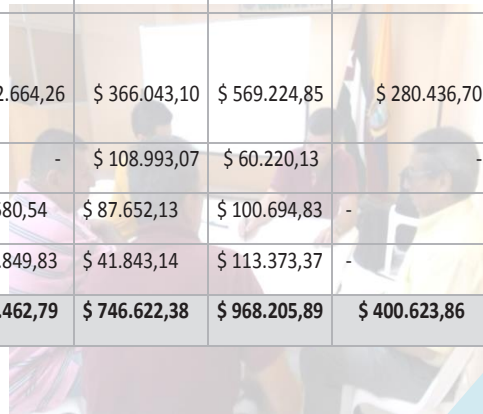 2.664,26 $ 366.043,10 $ 569.224,85 $ 280.436,70
- $ 108.993,07 $ 60.220,13 -
580,54 $ 87.652,13 $ 100.694,83 -
.849,83 $ 41.843,14 $ 113.373,37 -
.462,79 $ 746.622,38 $ 968.205,89 $ 400.623,86